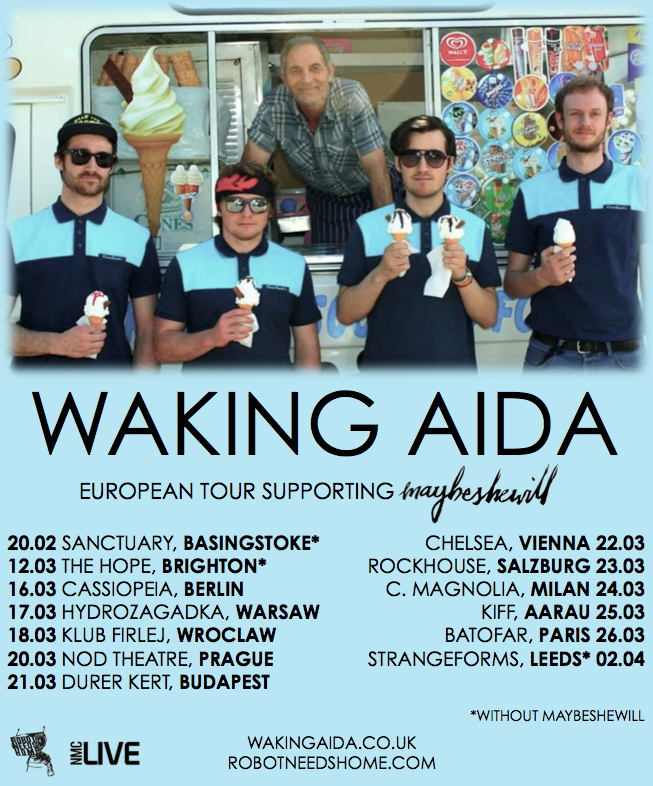 WALL'S
WAKING AIDA
EUROPEAN TOUR SUPPORTING maybeshewill
20.02 SANCTUARY, BASINGSTOKE*
12.03 THE HOPE, BRIGHTON*
16.03 CASSIOPEIA, BERLIN
17.03 HYDROZAGADKA, WARSAW
18.03 KLUB FIRLEJ, WROCLAW
20.03 NOD THEATRE, PRAGUE
21.03 DURER KERT, BUDAPEST
CHELSEA, VIENNA 22.03
ROCKHOUSE, SALZBURG 23.03
C. MAGNOLIA, MILAN 24.03
KIFF, AARAU 25.03
BATOFAR, PARIS 26.03
STRANGEFORMS, LEEDS* 02.04
*WITHOUT MAYBESHEWILL
NMC LIVE
WAKINGAIDA.CO.UK
ROBOTNEEDSHOME.COM